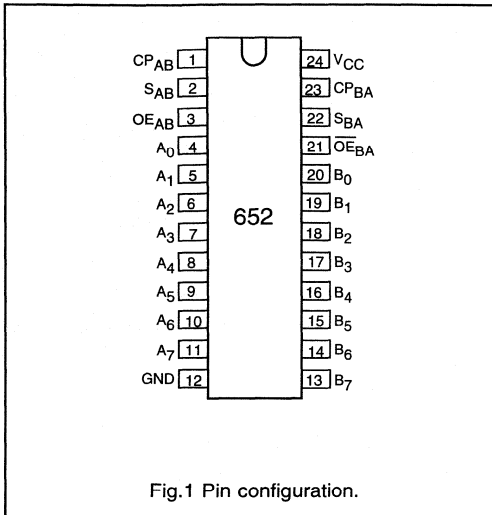 CP_AB 1 24 V_CC
S_AB 2 23 CP_BA
OE_AB 3 22 S_BA
A_0 4 21 O̅E̅_BA
A_1 5 20 B_0
A_2 6 19 B_1
A_3 7 18 B_2
A_4 8 17 B_3
A_5 9 16 B_4
A_6 10 15 B_5
A_7 11 14 B_6
GND 12 13 B_7
652
Fig.1 Pin configuration.